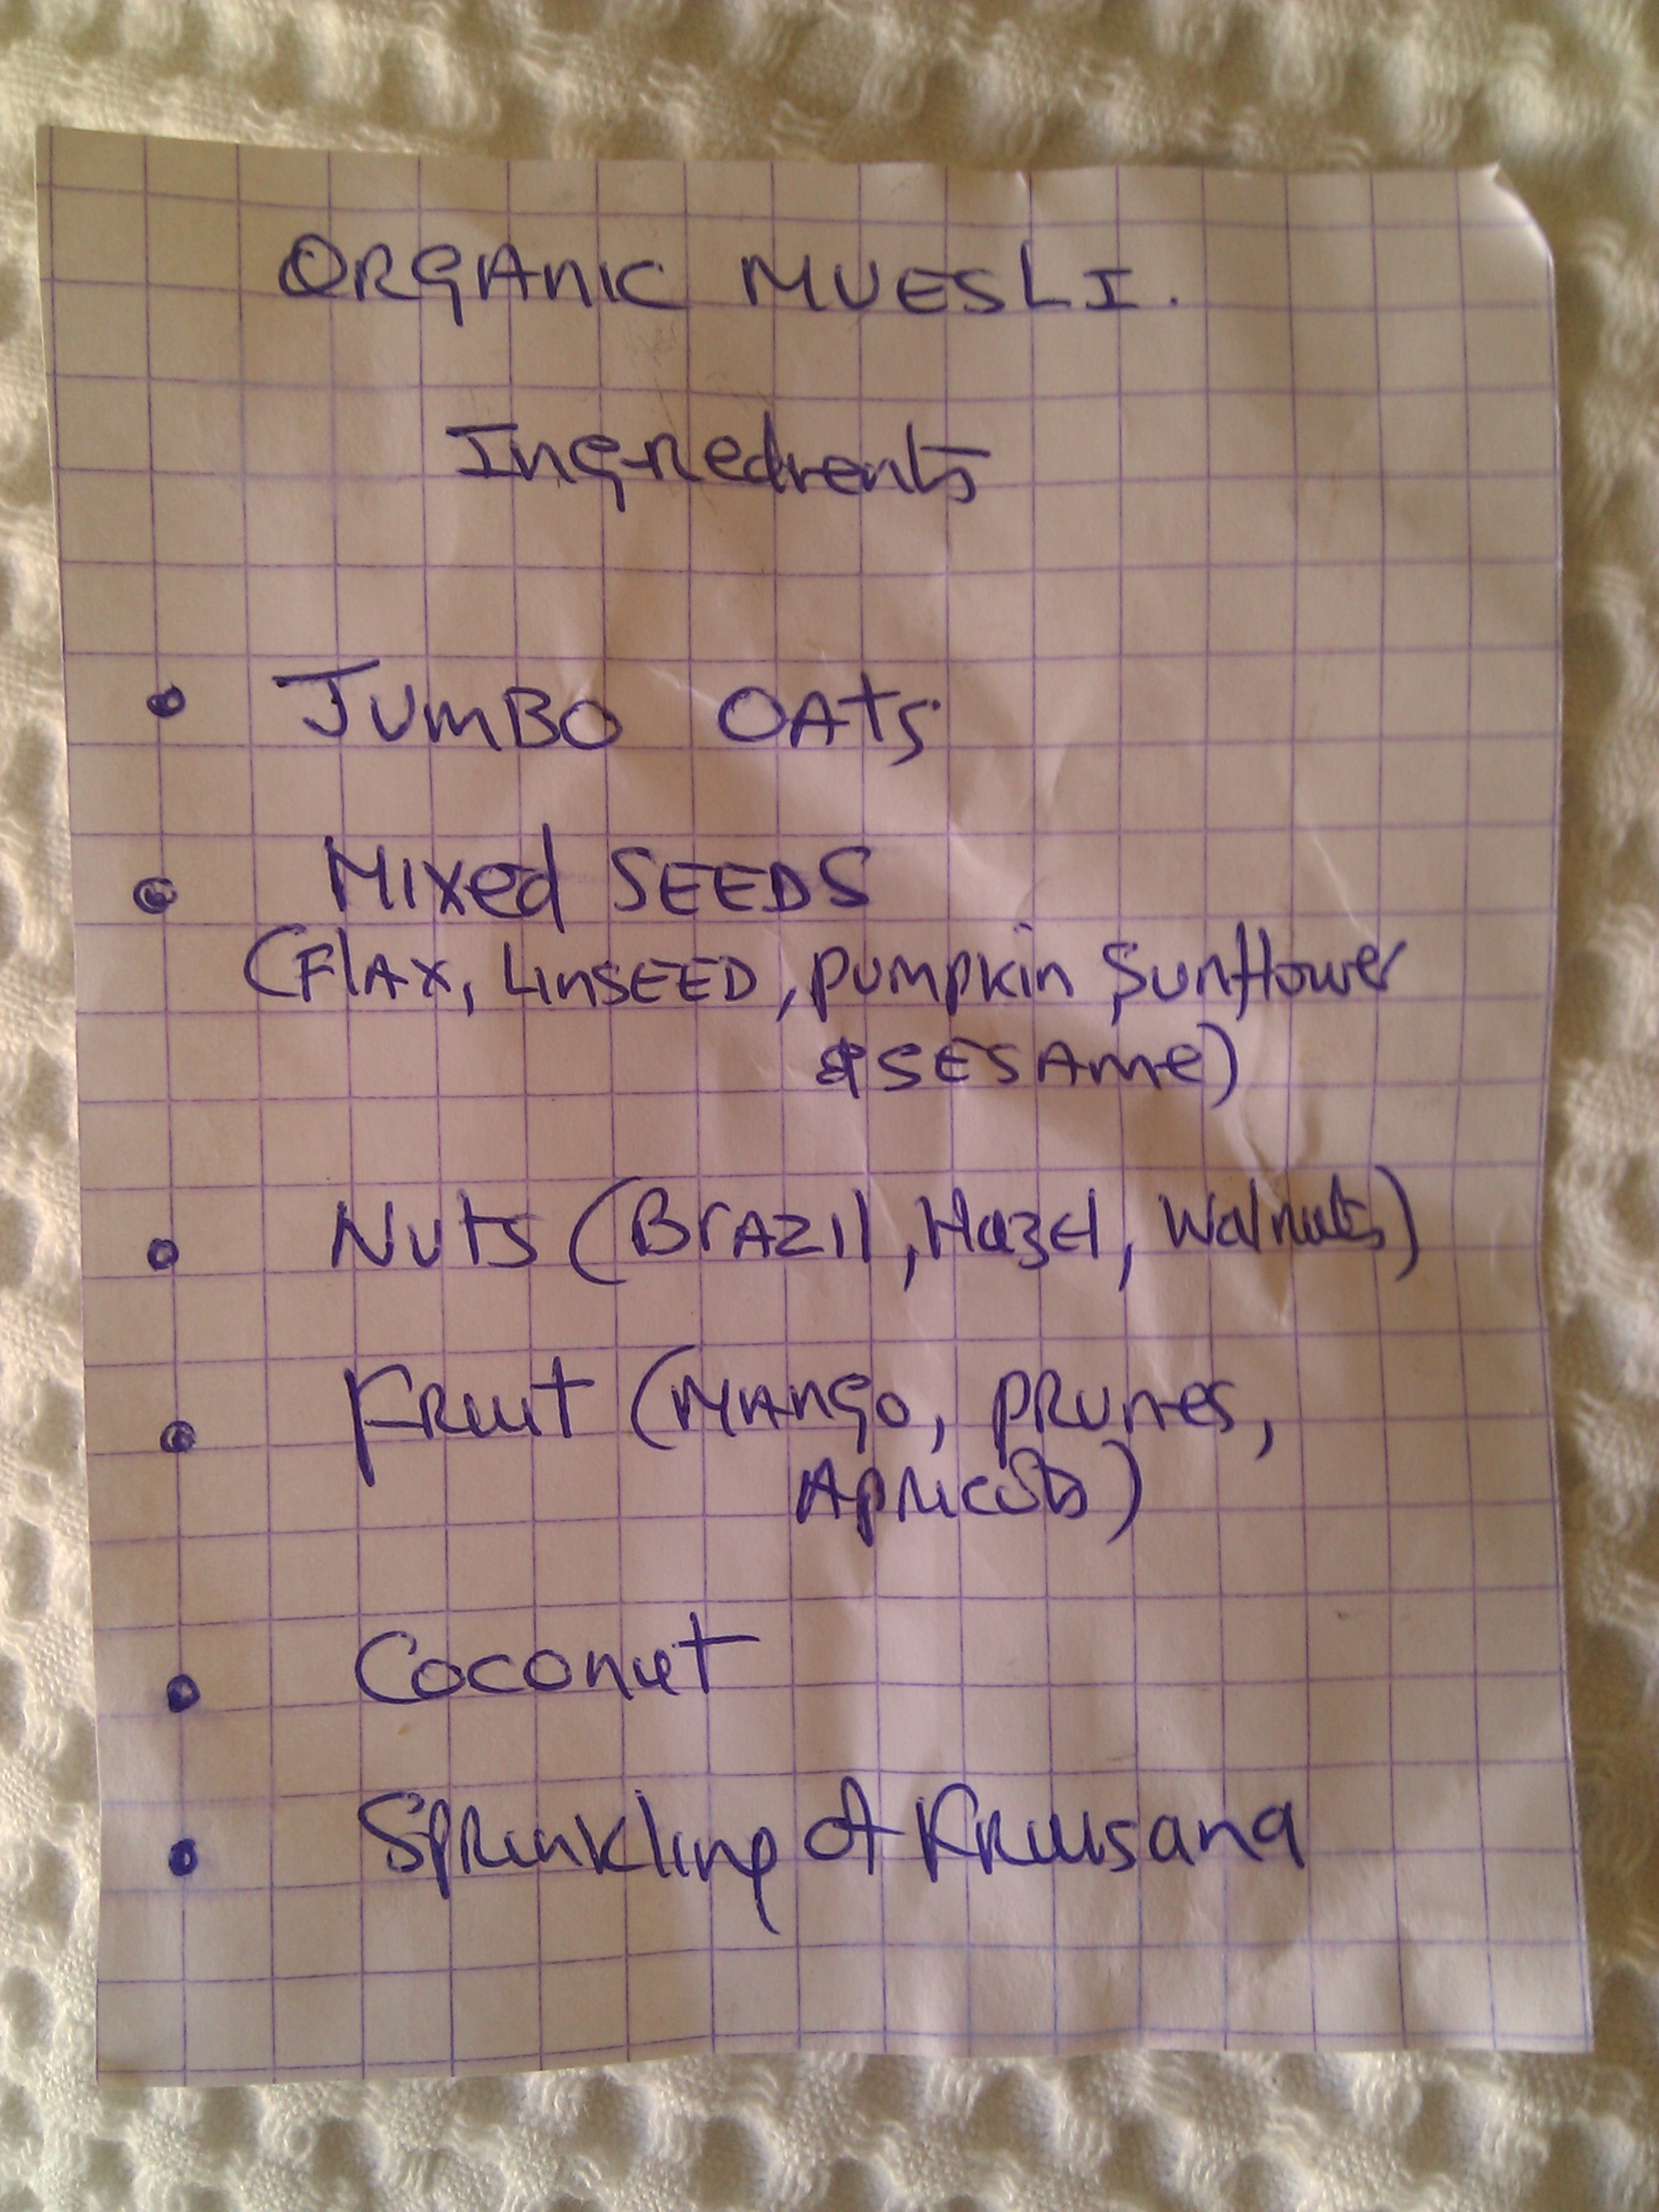 ORGANIC MUESLI.
Ingredients
• JUMBO OATS
• Mixed SEEDS
(Flax, LinSEED, pumpkin, Sunflower
& SESAme)
• Nuts (Brazil, Hazel, Walnuts)
• Fruit (Mango, prunes,
Apricots)
• Coconut
• Sprinkling of